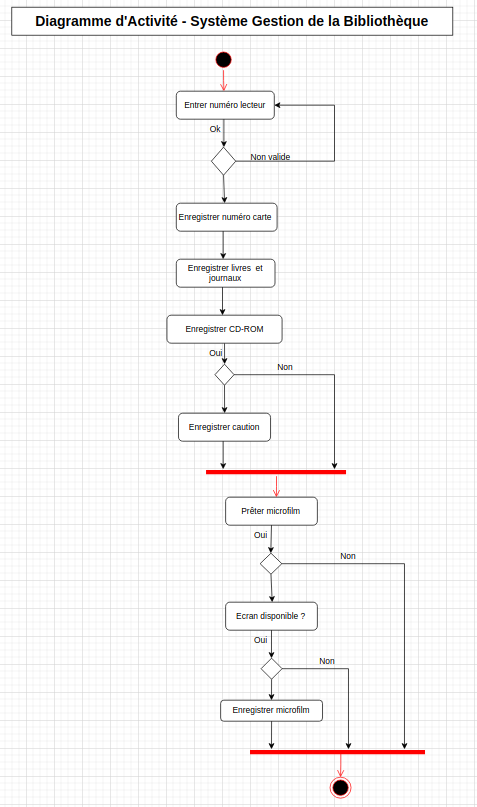 Diagramme d'Activité - Système Gestion de la Bibliothèque
Entrer numéro lecteur
Ok
Non valide
Enregistrer numéro carte
Enregistrer livres et
journaux
Enregistrer CD-ROM
Oui
Non
Enregistrer caution
Prêter microfilm
Oui
Non
Ecran disponible ?
Oui
Non
Enregistrer microfilm